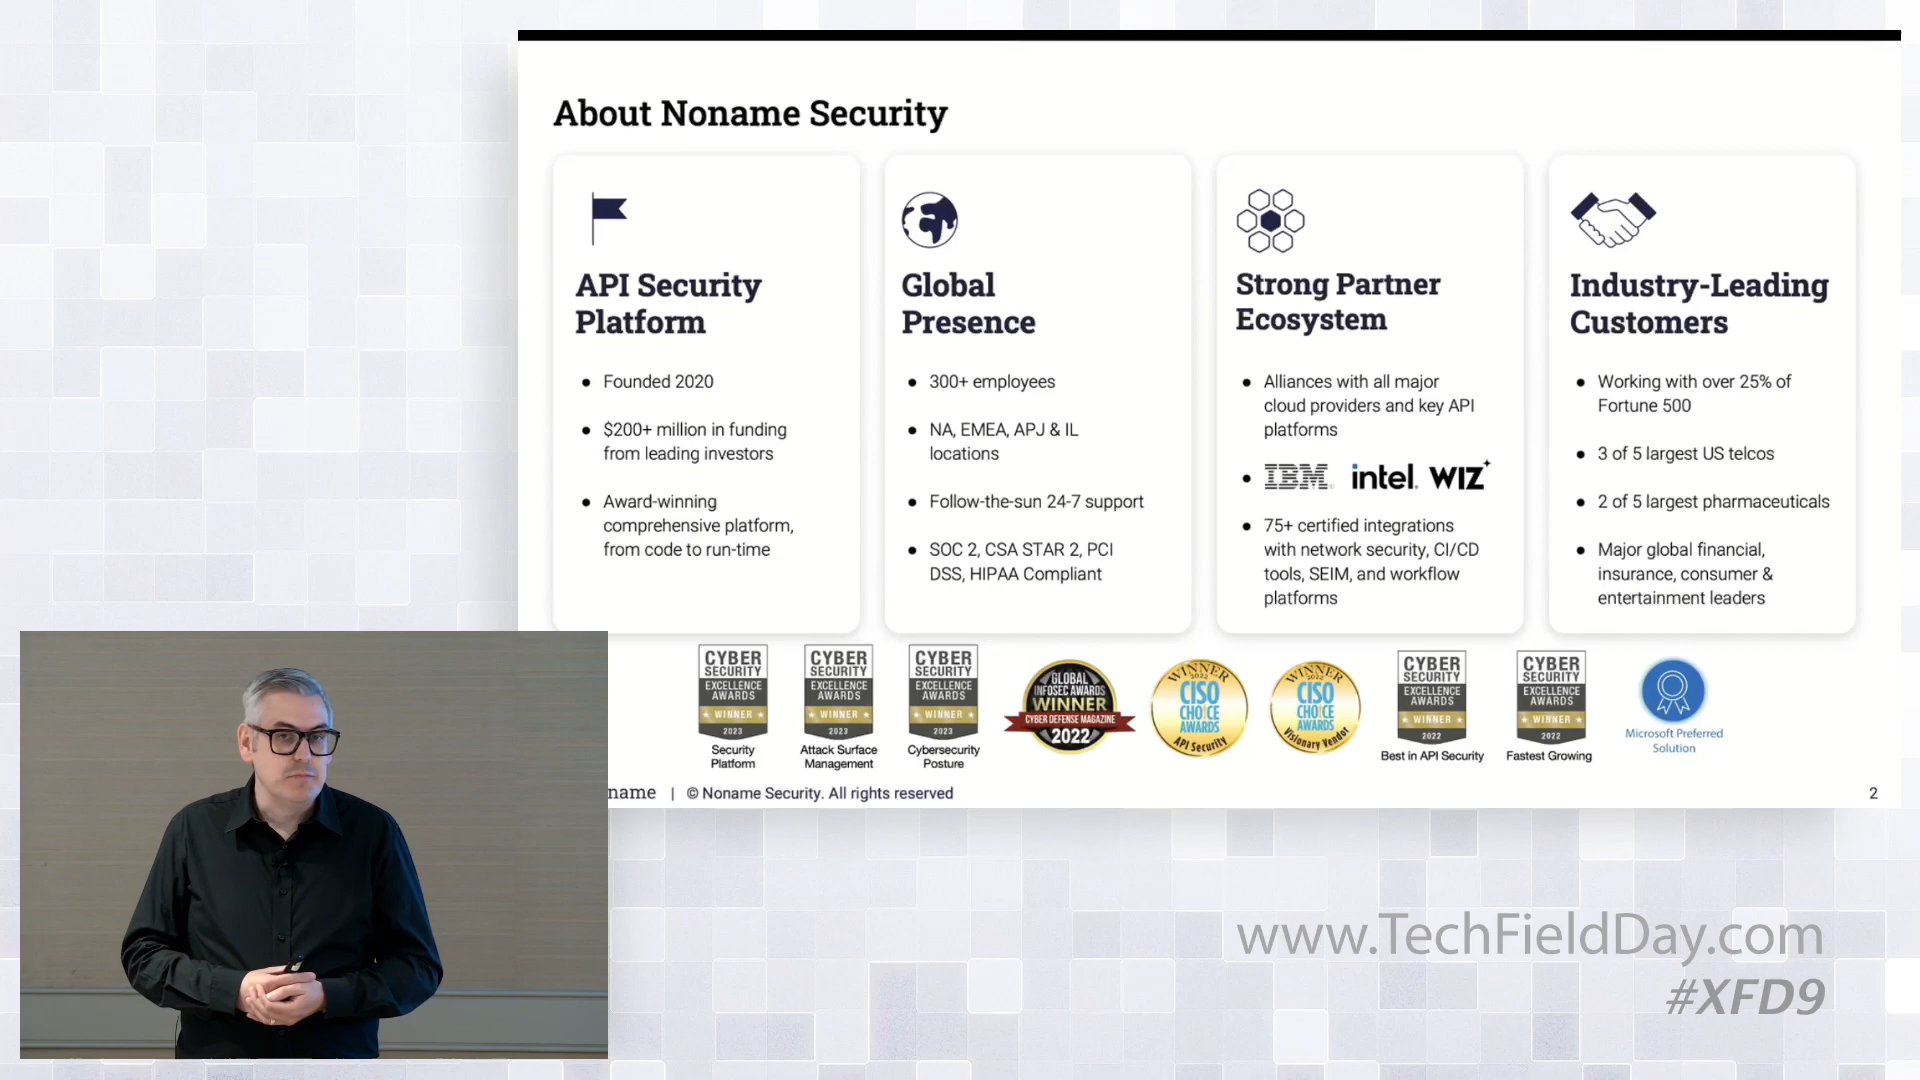 About Noname Security
API Security
Platform
Founded 2020
$200+ million in funding
from leading investors
Award-winning
comprehensive platform,
from code to run-time
Global
Presence
300+ employees
NA, EMEA, APJ & IL
locations
Follow-the-sun 24-7 support
SOC 2, CSA STAR 2, PCI
DSS, HIPAA Compliant
Strong Partner
Ecosystem
Alliances with all major
cloud providers and key API
platforms
IBM intel. WIZ
75+ certified integrations
with network security, CI/CD
tools, SEIM, and workflow
platforms
Industry-Leading
Customers
Working with over 25% of
Fortune 500
3 of 5 largest US telcos
2 of 5 largest pharmaceuticals
Major global financial,
insurance, consumer &
entertainment leaders
CYBER
SECURITY
EXCELLENCE
AWARDS
WINNER
2023
Security
Platform
CYBER
SECURITY
EXCELLENCE
AWARDS
WINNER
2023
Attack Surface
Management
CYBER
SECURITY
EXCELLENCE
AWARDS
WINNER
2023
Cybersecurity
Posture
GLOBAL
INFOSEC AWARDS
WINNER
CYBER DEFENSE MAGAZINE
2022
WINNER
2022
CISO
CHO!CE
AWARDS
API Security
WINNER
2022
CISO
CHO!CE
AWARDS
Visionary Vendor
CYBER
SECURITY
EXCELLENCE
AWARDS
WINNER
2022
Best in API Security
CYBER
SECURITY
EXCELLENCE
AWARDS
WINNER
2022
Fastest Growing
Microsoft Preferred
Solution
name | © Noname Security. All rights reserved
2
www.TechFieldDay.com
#XFD9